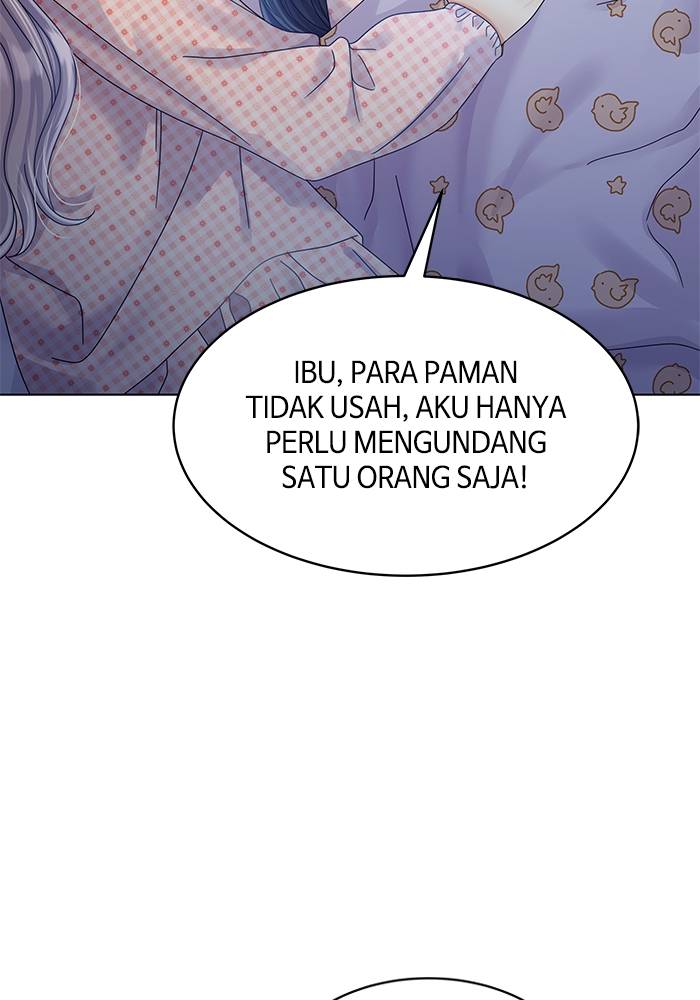 IBU, PARA PAMAN
TIDAK USAH, AKU HANYA
PERLU MENGUNDANG
SATU ORANG SAJA!